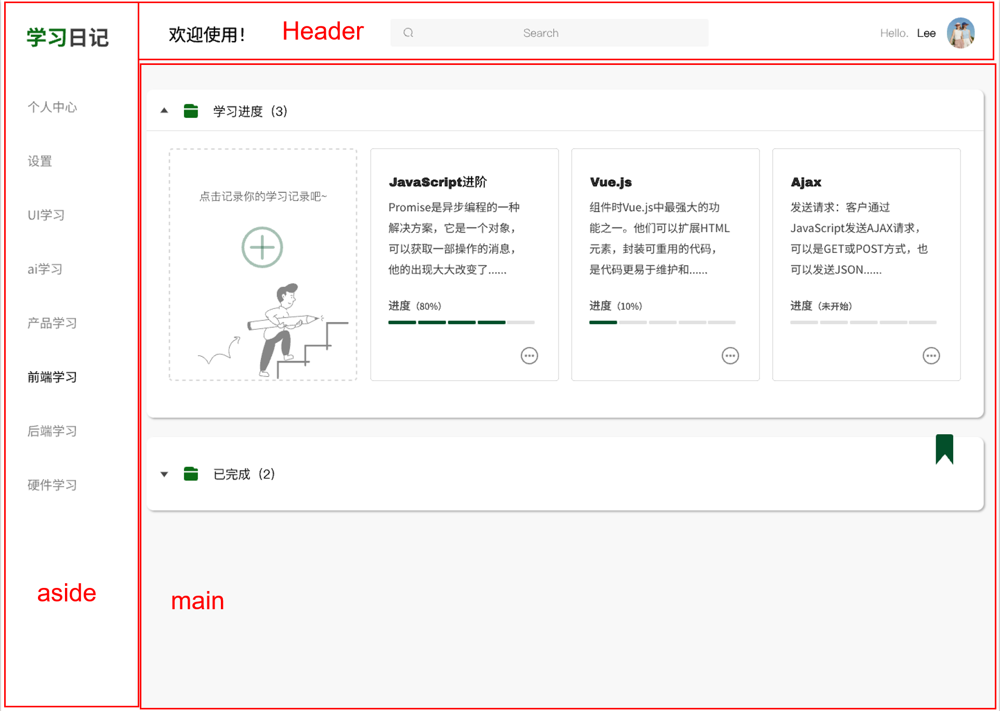 学习日记
个人中心
设置
UI学习
ai学习
产品学习
前端学习
后端学习
硬件学习
aside
欢迎使用！
Header
Search
Hello.
Lee
学习进度（3）
点击记录你的学习记录吧~
JavaScript进阶
Promise是异步编程的一种
解决方案，它是一个对象，
可以获取一部操作的消息，
他的出现大大改变了......
进度（80%）
Vue.js
组件时Vue.js中最强大的功
能之一。他们可以扩展HTML
元素，封装可重用的代码，
是代码更易于维护和......
进度（10%）
Ajax
发送请求：客户通过
JavaScript发送AJAX请求，
可以是GET或POST方式，也
可以发送JSON......
进度（未开始）
已完成（2）
main